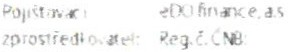 Pojišťovací eDO finance, a.s.
zprostředkovatel: Reg. č. ČNB: